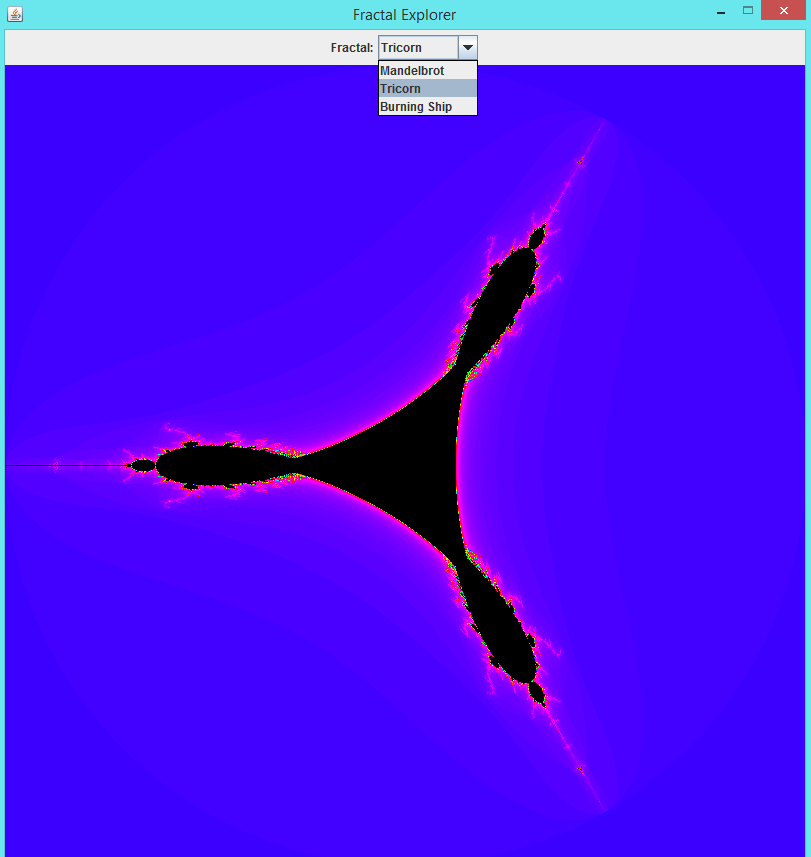 Fractal Explorer
Fractal: Tricorn
Mandelbrot
Tricorn
Burning Ship